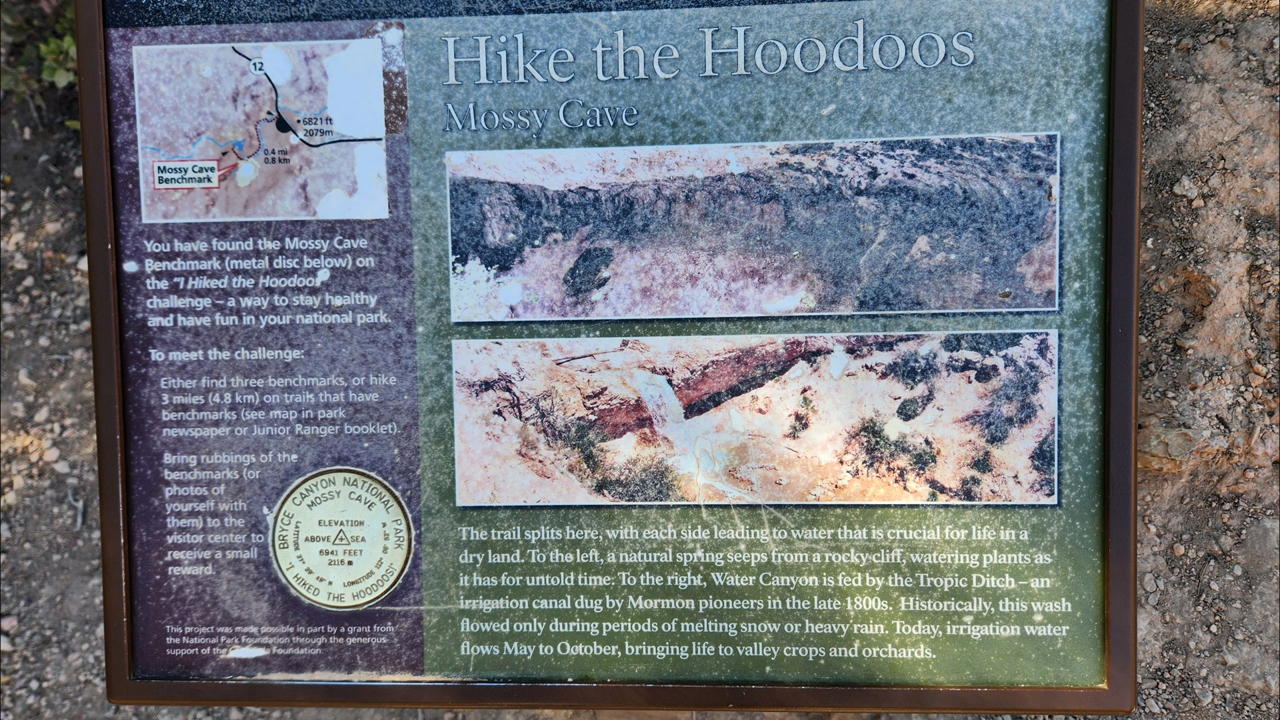 Hike the Hoodoos
Mossy Cave
12
6821 ft
2079m
0.4 mi
0.8 km
Mossy Cave
Benchmark
You have found the Mossy Cave
Benchmark (metal disc below) on
the "I Hiked the Hoodoos
challenge – a way to stay healthy
and have fun in your national park.
To meet the challenge:
Either find three benchmarks, or hike
3 miles (4.8 km) on trails that have
benchmarks (see map in park
newspaper or Junior Ranger booklet).
Bring rubbings of the
benchmarks (or
photos of
yourself with
them) to the
visitor center to
receive a small
reward.
BRYCE CANYON NATIONAL PARK
MOSSY CAVE
ELEVATION
ABOVE SEA
6941 FEET
2116 m
LATITUDE
LONGITUDE
"I HIKED THE HOODOOS!"
This project was made possible in part by a grant from
the National Park Foundation through the generous
support of the Foundation.
The trail splits here, with each side leading to water that is crucial for life in a
dry land. To the left, a natural spring seeps from a rocky cliff, watering plants as
it has for untold time. To the right, Water Canyon is fed by the Tropic Ditch – an
irrigation canal dug by Mormon pioneers in the late 1800s. Historically, this wash
flowed only during periods of melting snow or heavy rain. Today, irrigation water
flows May to October, bringing life to valley crops and orchards.